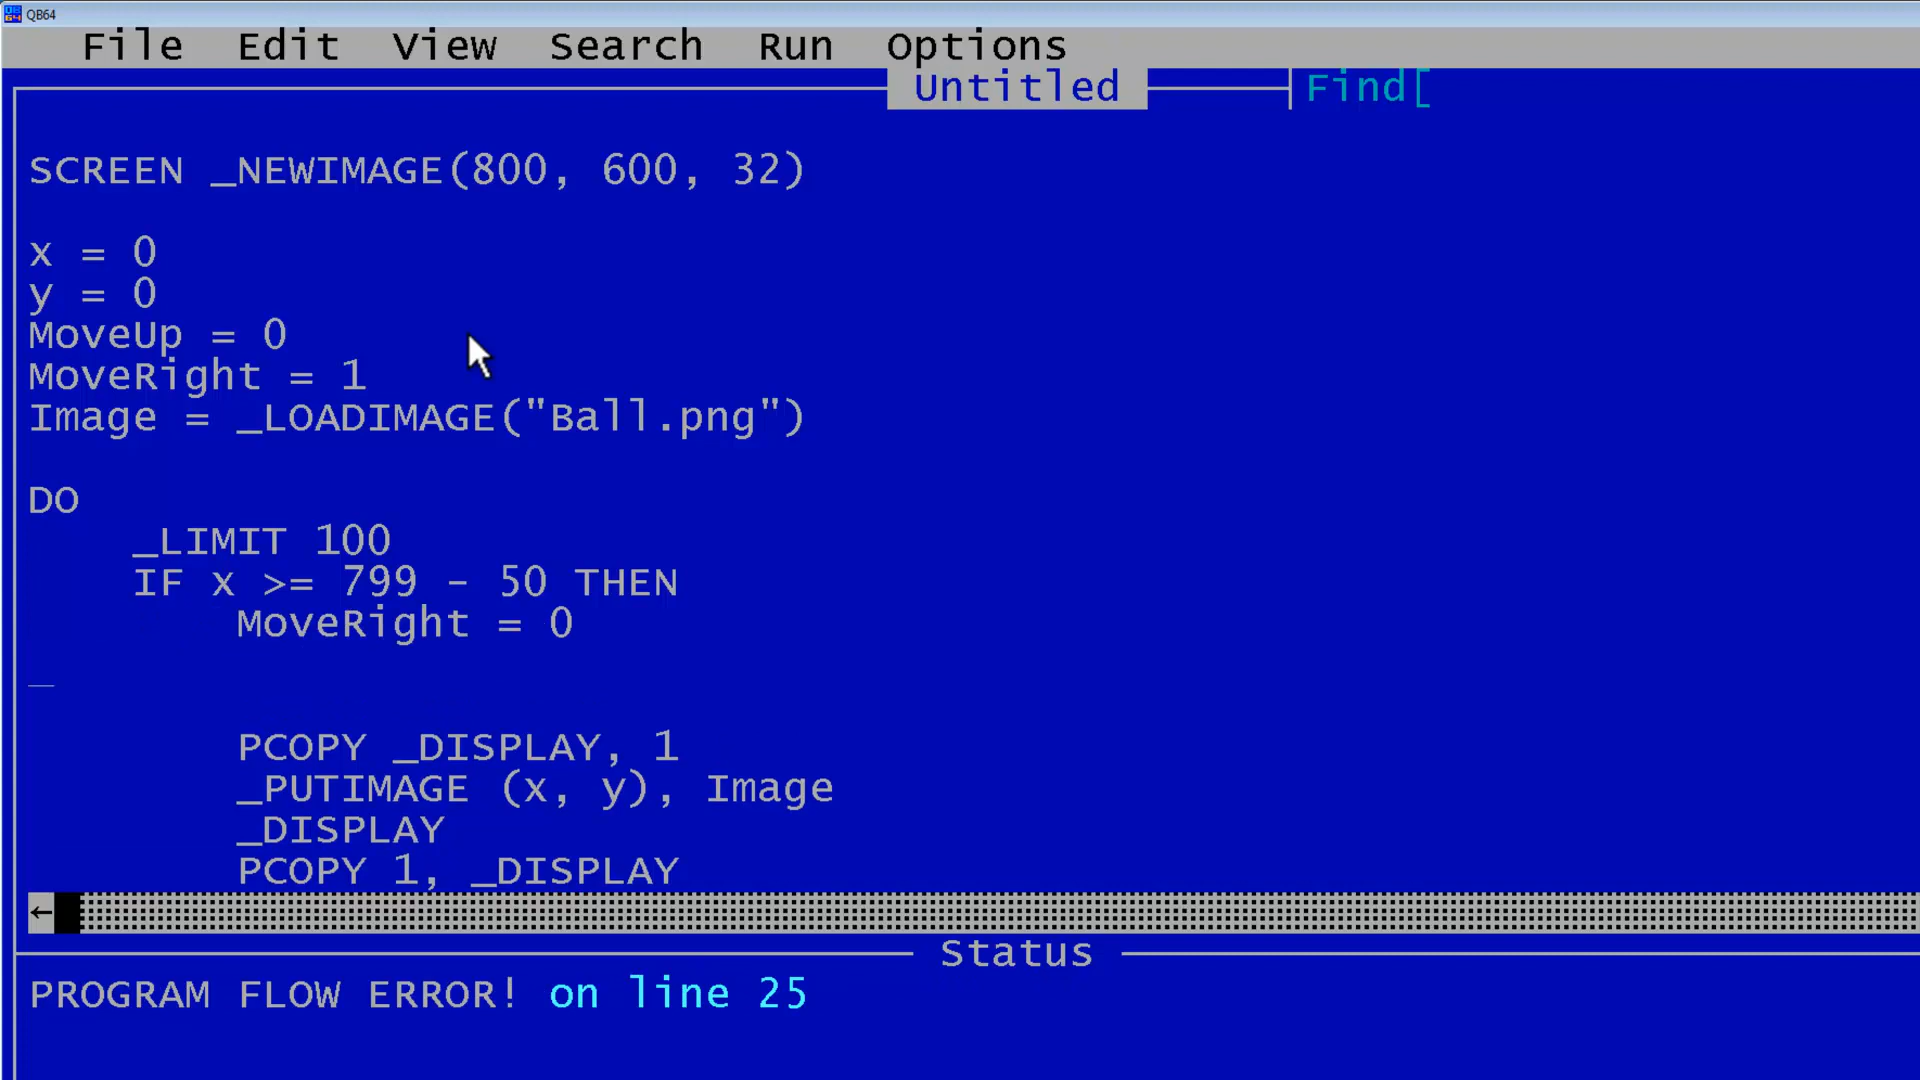 QB64
File Edit View Search Run Options
Untitled Find[
SCREEN _NEWIMAGE(800, 600, 32)
x = 0
y = 0
MoveUp = 0
MoveRight = 1
Image = _LOADIMAGE("Ball.png")
DO
_LIMIT 100
IF x >= 799 - 50 THEN
MoveRight = 0
PCOPY _DISPLAY, 1
_PUTIMAGE (x, y), Image
_DISPLAY
PCOPY 1, _DISPLAY
Status
PROGRAM FLOW ERROR! on line 25